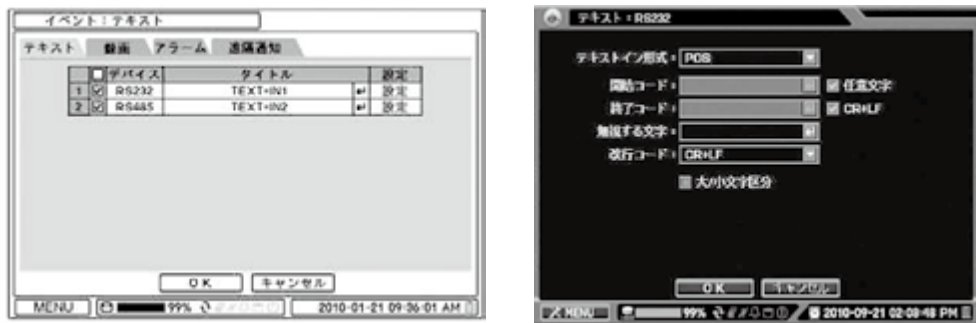 イベント：テキスト
テキスト 録画 アラーム 遠隔通知
デバイス タイトル 設定
1 RS232 TEXT-IN1 設定
2 RS485 TEXT-IN2 設定
OK キャンセル
MENU 99% 2010-01-21 09:36:01 AM
テキスト：RS232
テキストイン形式： POS
開始コード： 任意文字
終了コード： CR+LF
無視する文字：
改行コード： CR+LF
大/小文字区分
OK キャンセル
MENU 99% 2010-09-21 02:08:48 PM